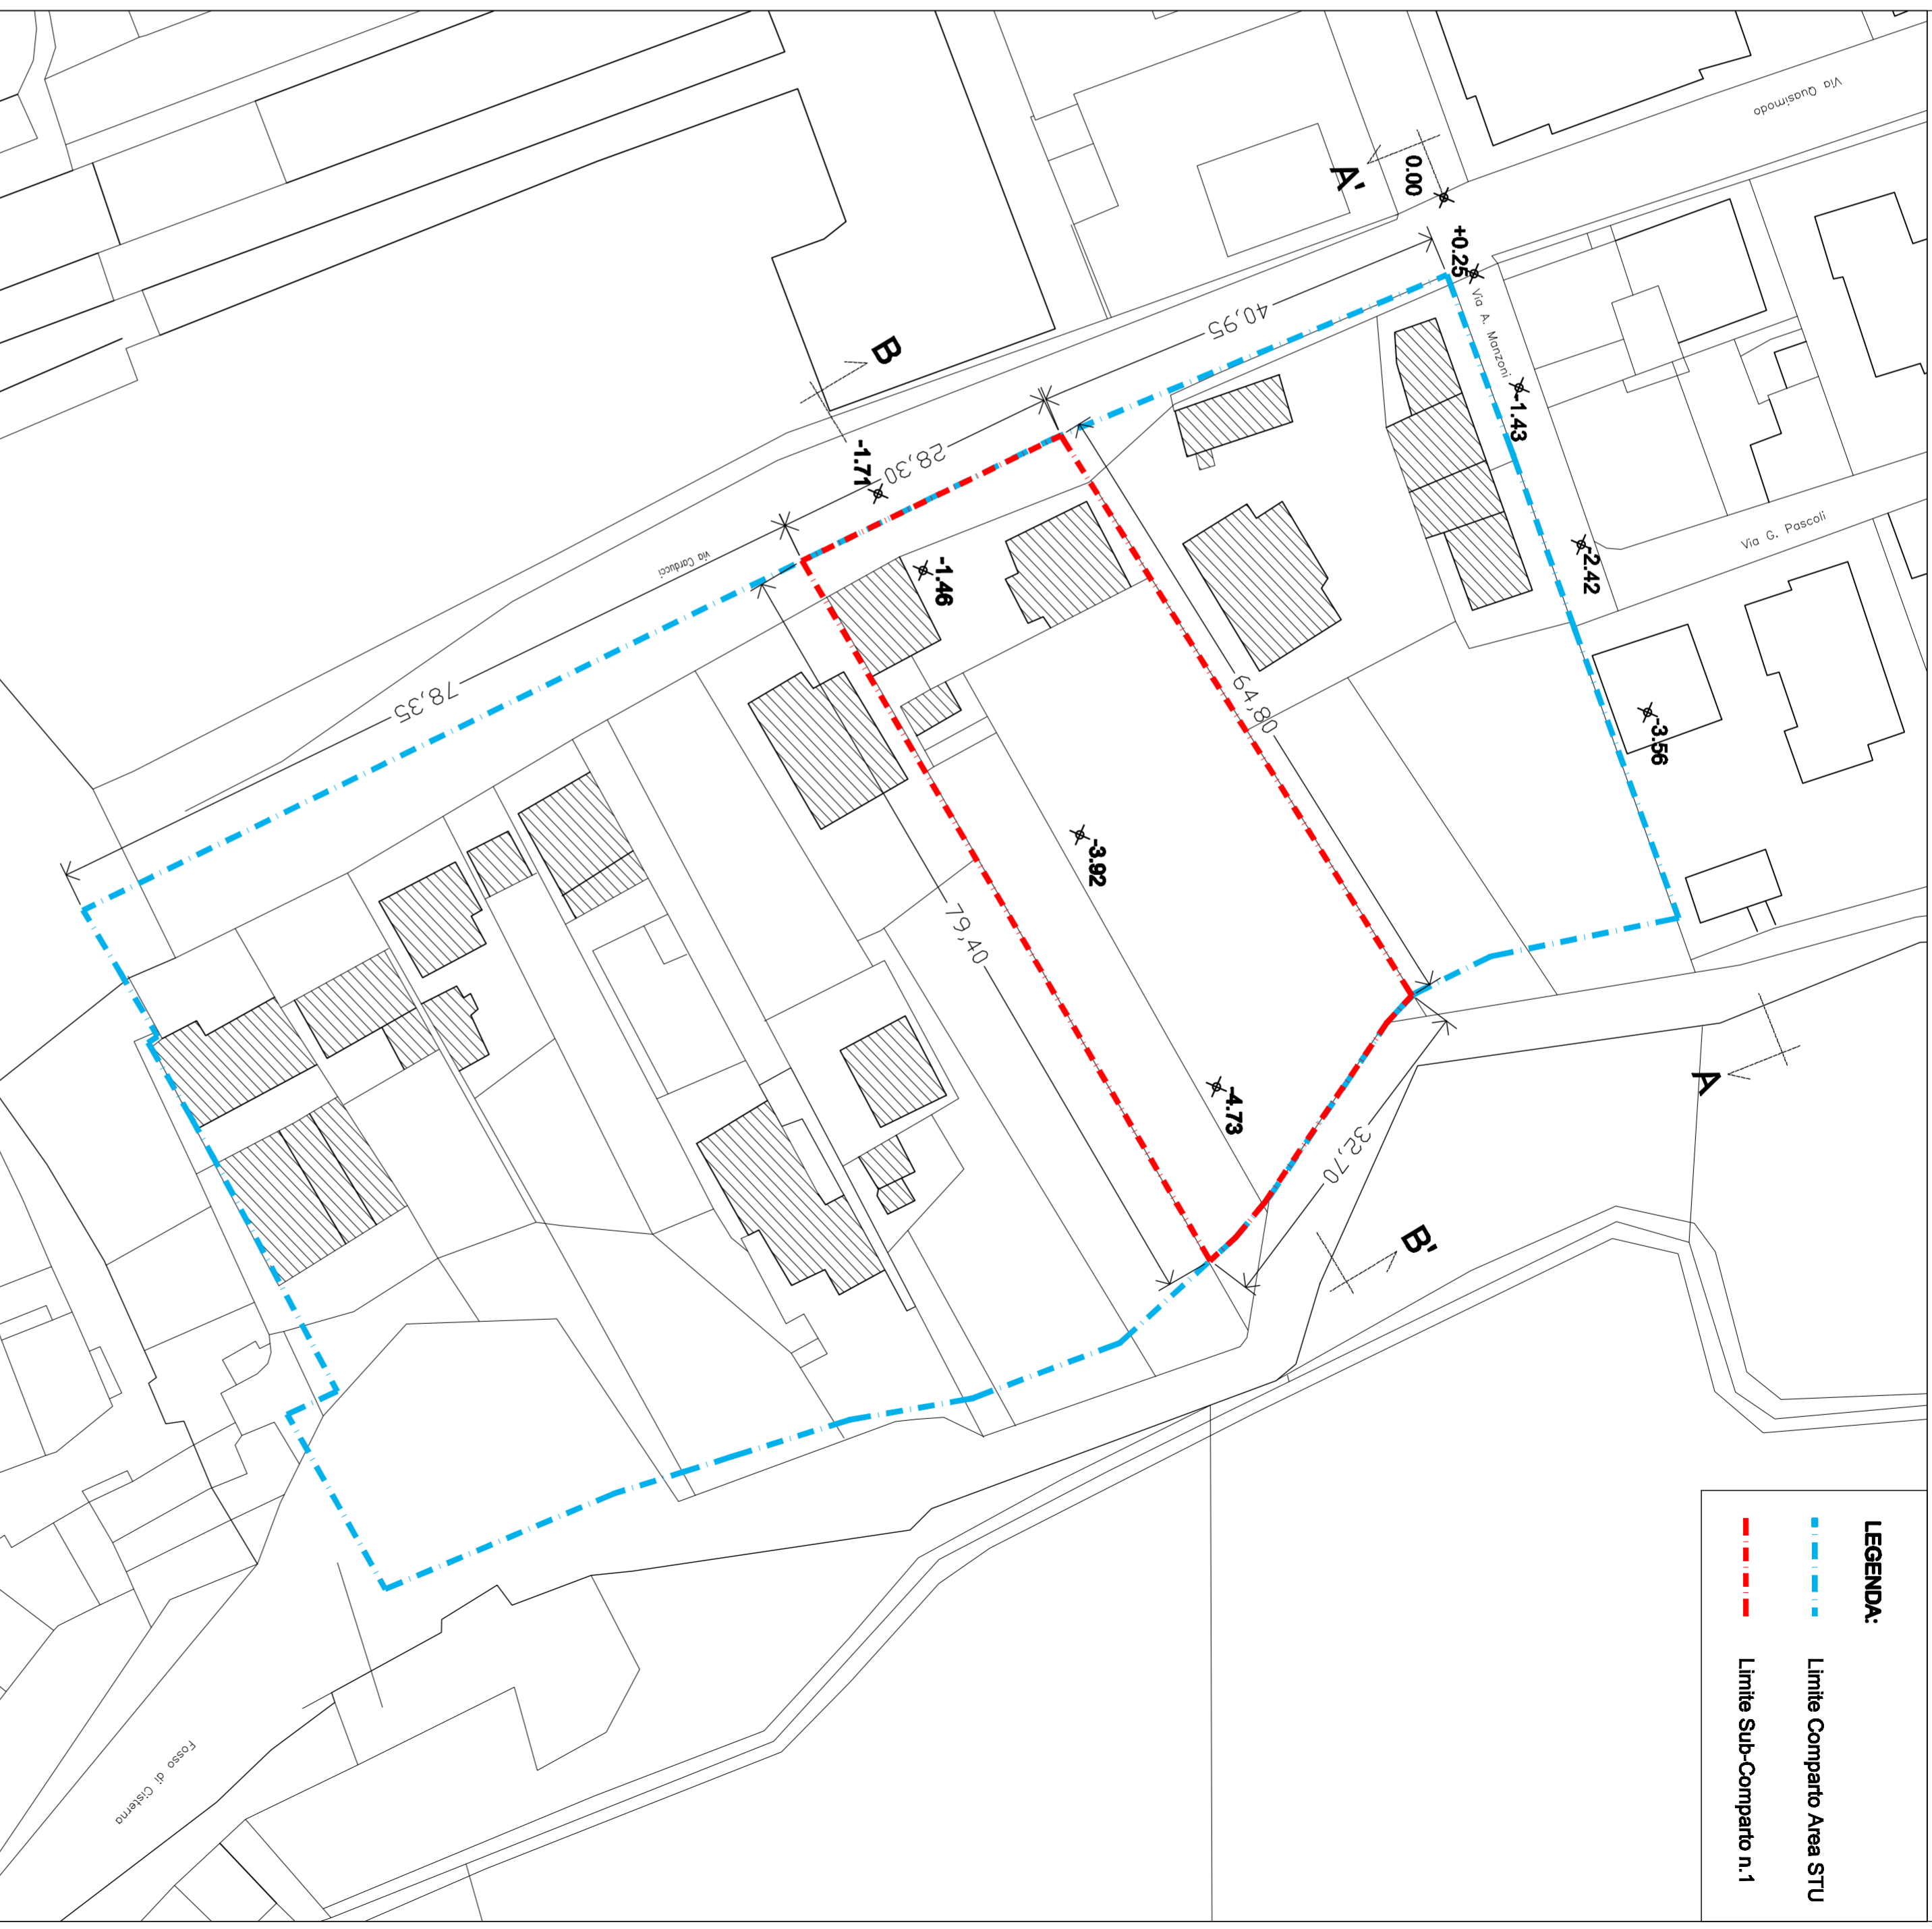 LEGENDA:
Limite Comparto Area STU
Limite Sub-Comparto n.1
Via Quasimodo
A'
0.00
+0.25
Via A. Manzoni
-1.43
-2.42
Via G. Pascoli
-3.56
40,95
B
-1.71
28,30
-1.46
via Carducci
78,35
64,80
-3.92
79,40
-4.73
32,70
A
B'
Fosso di Cisterna